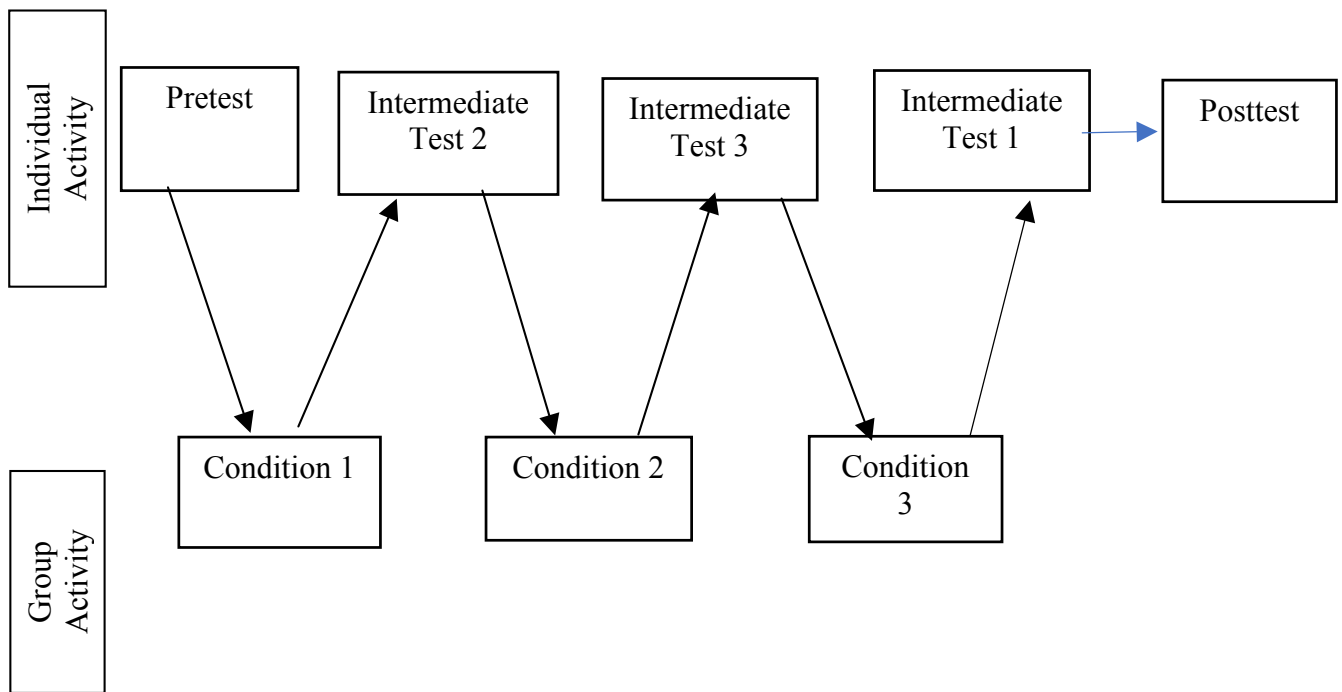 Individual
Activity
Pretest
Intermediate
Test 2
Intermediate
Test 3
Intermediate
Test 1
Posttest
Group
Activity
Condition 1
Condition 2
Condition
3